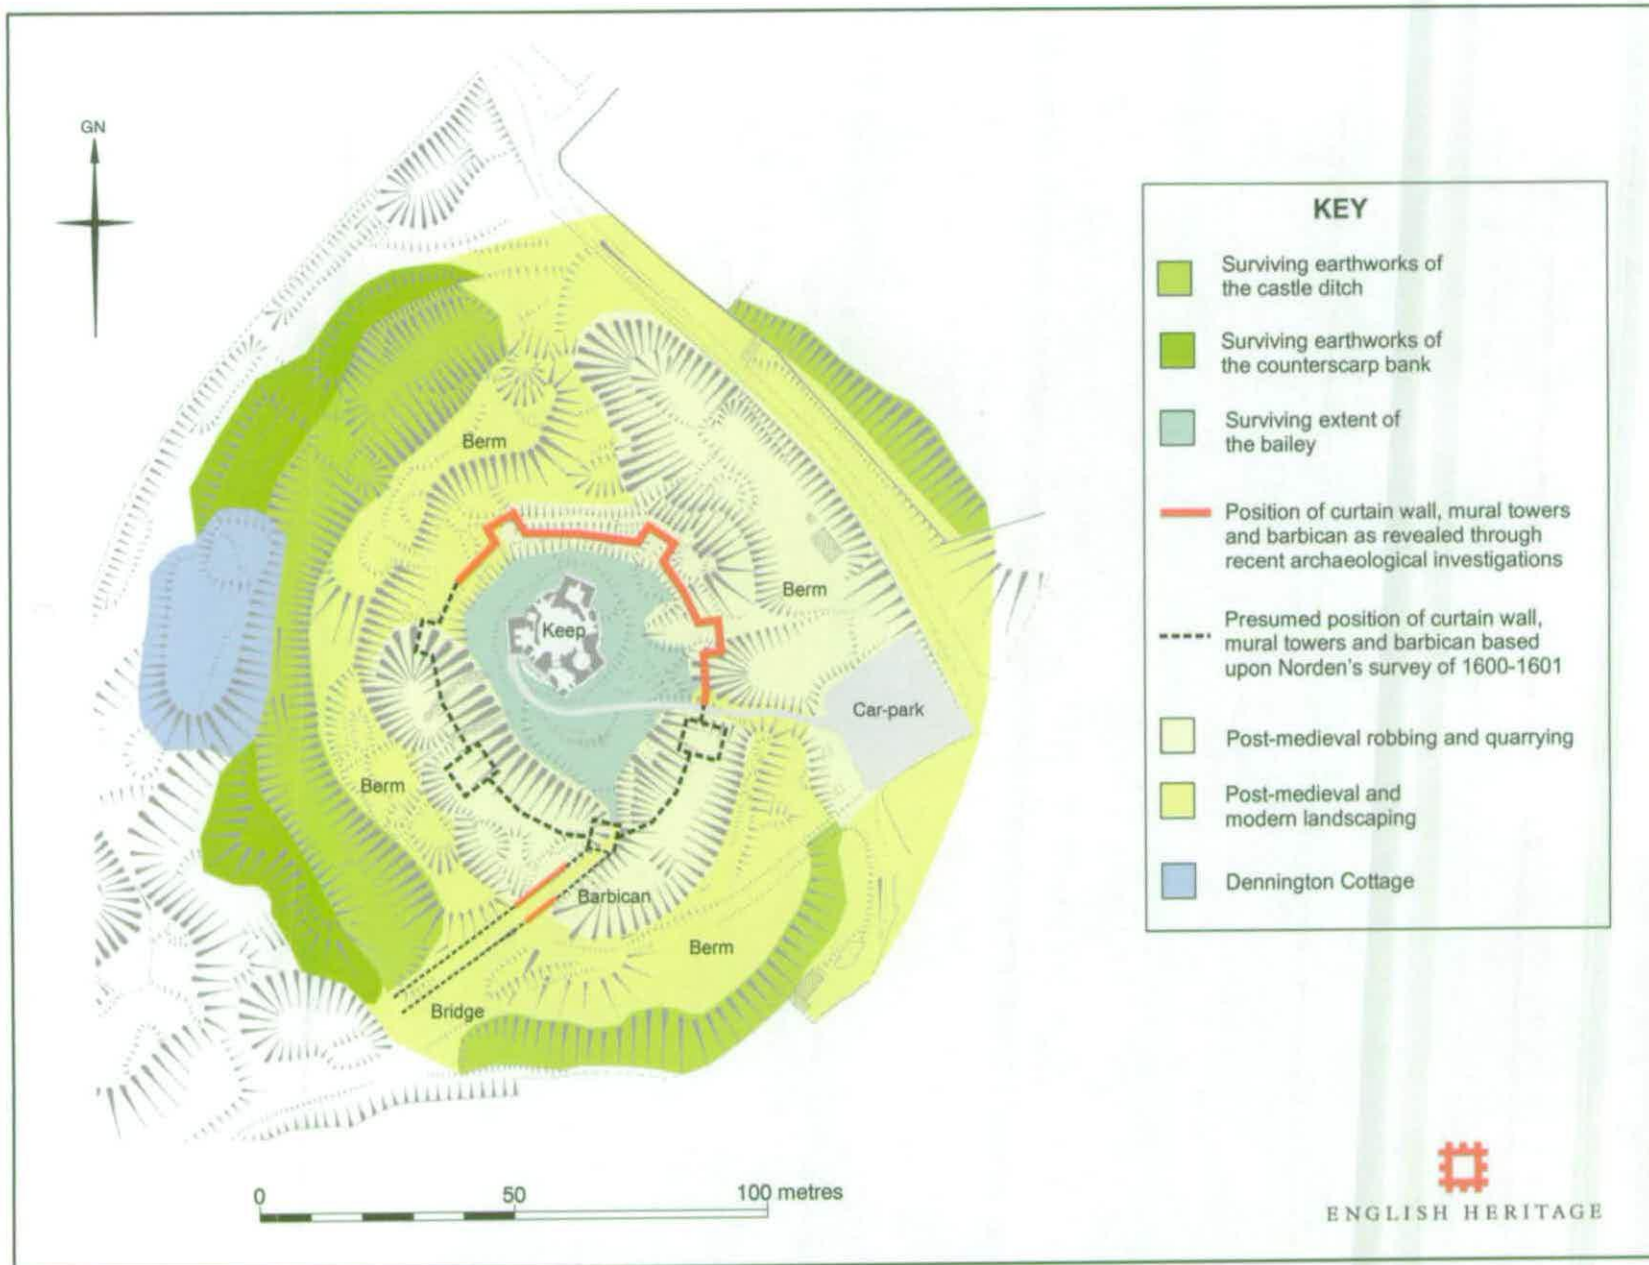 GN
Berm
Keep
Berm
Car-park
Berm
Barbican
Berm
Bridge
0 50 100 metres
KEY
Surviving earthworks of
the castle ditch
Surviving earthworks of
the counterscarp bank
Surviving extent of
the bailey
Position of curtain wall, mural towers
and barbican as revealed through
recent archaeological investigations
Presumed position of curtain wall,
mural towers and barbican based
upon Norden's survey of 1600-1601
Post-medieval robbing and quarrying
Post-medieval and
modern landscaping
Dennington Cottage
ENGLISH HERITAGE